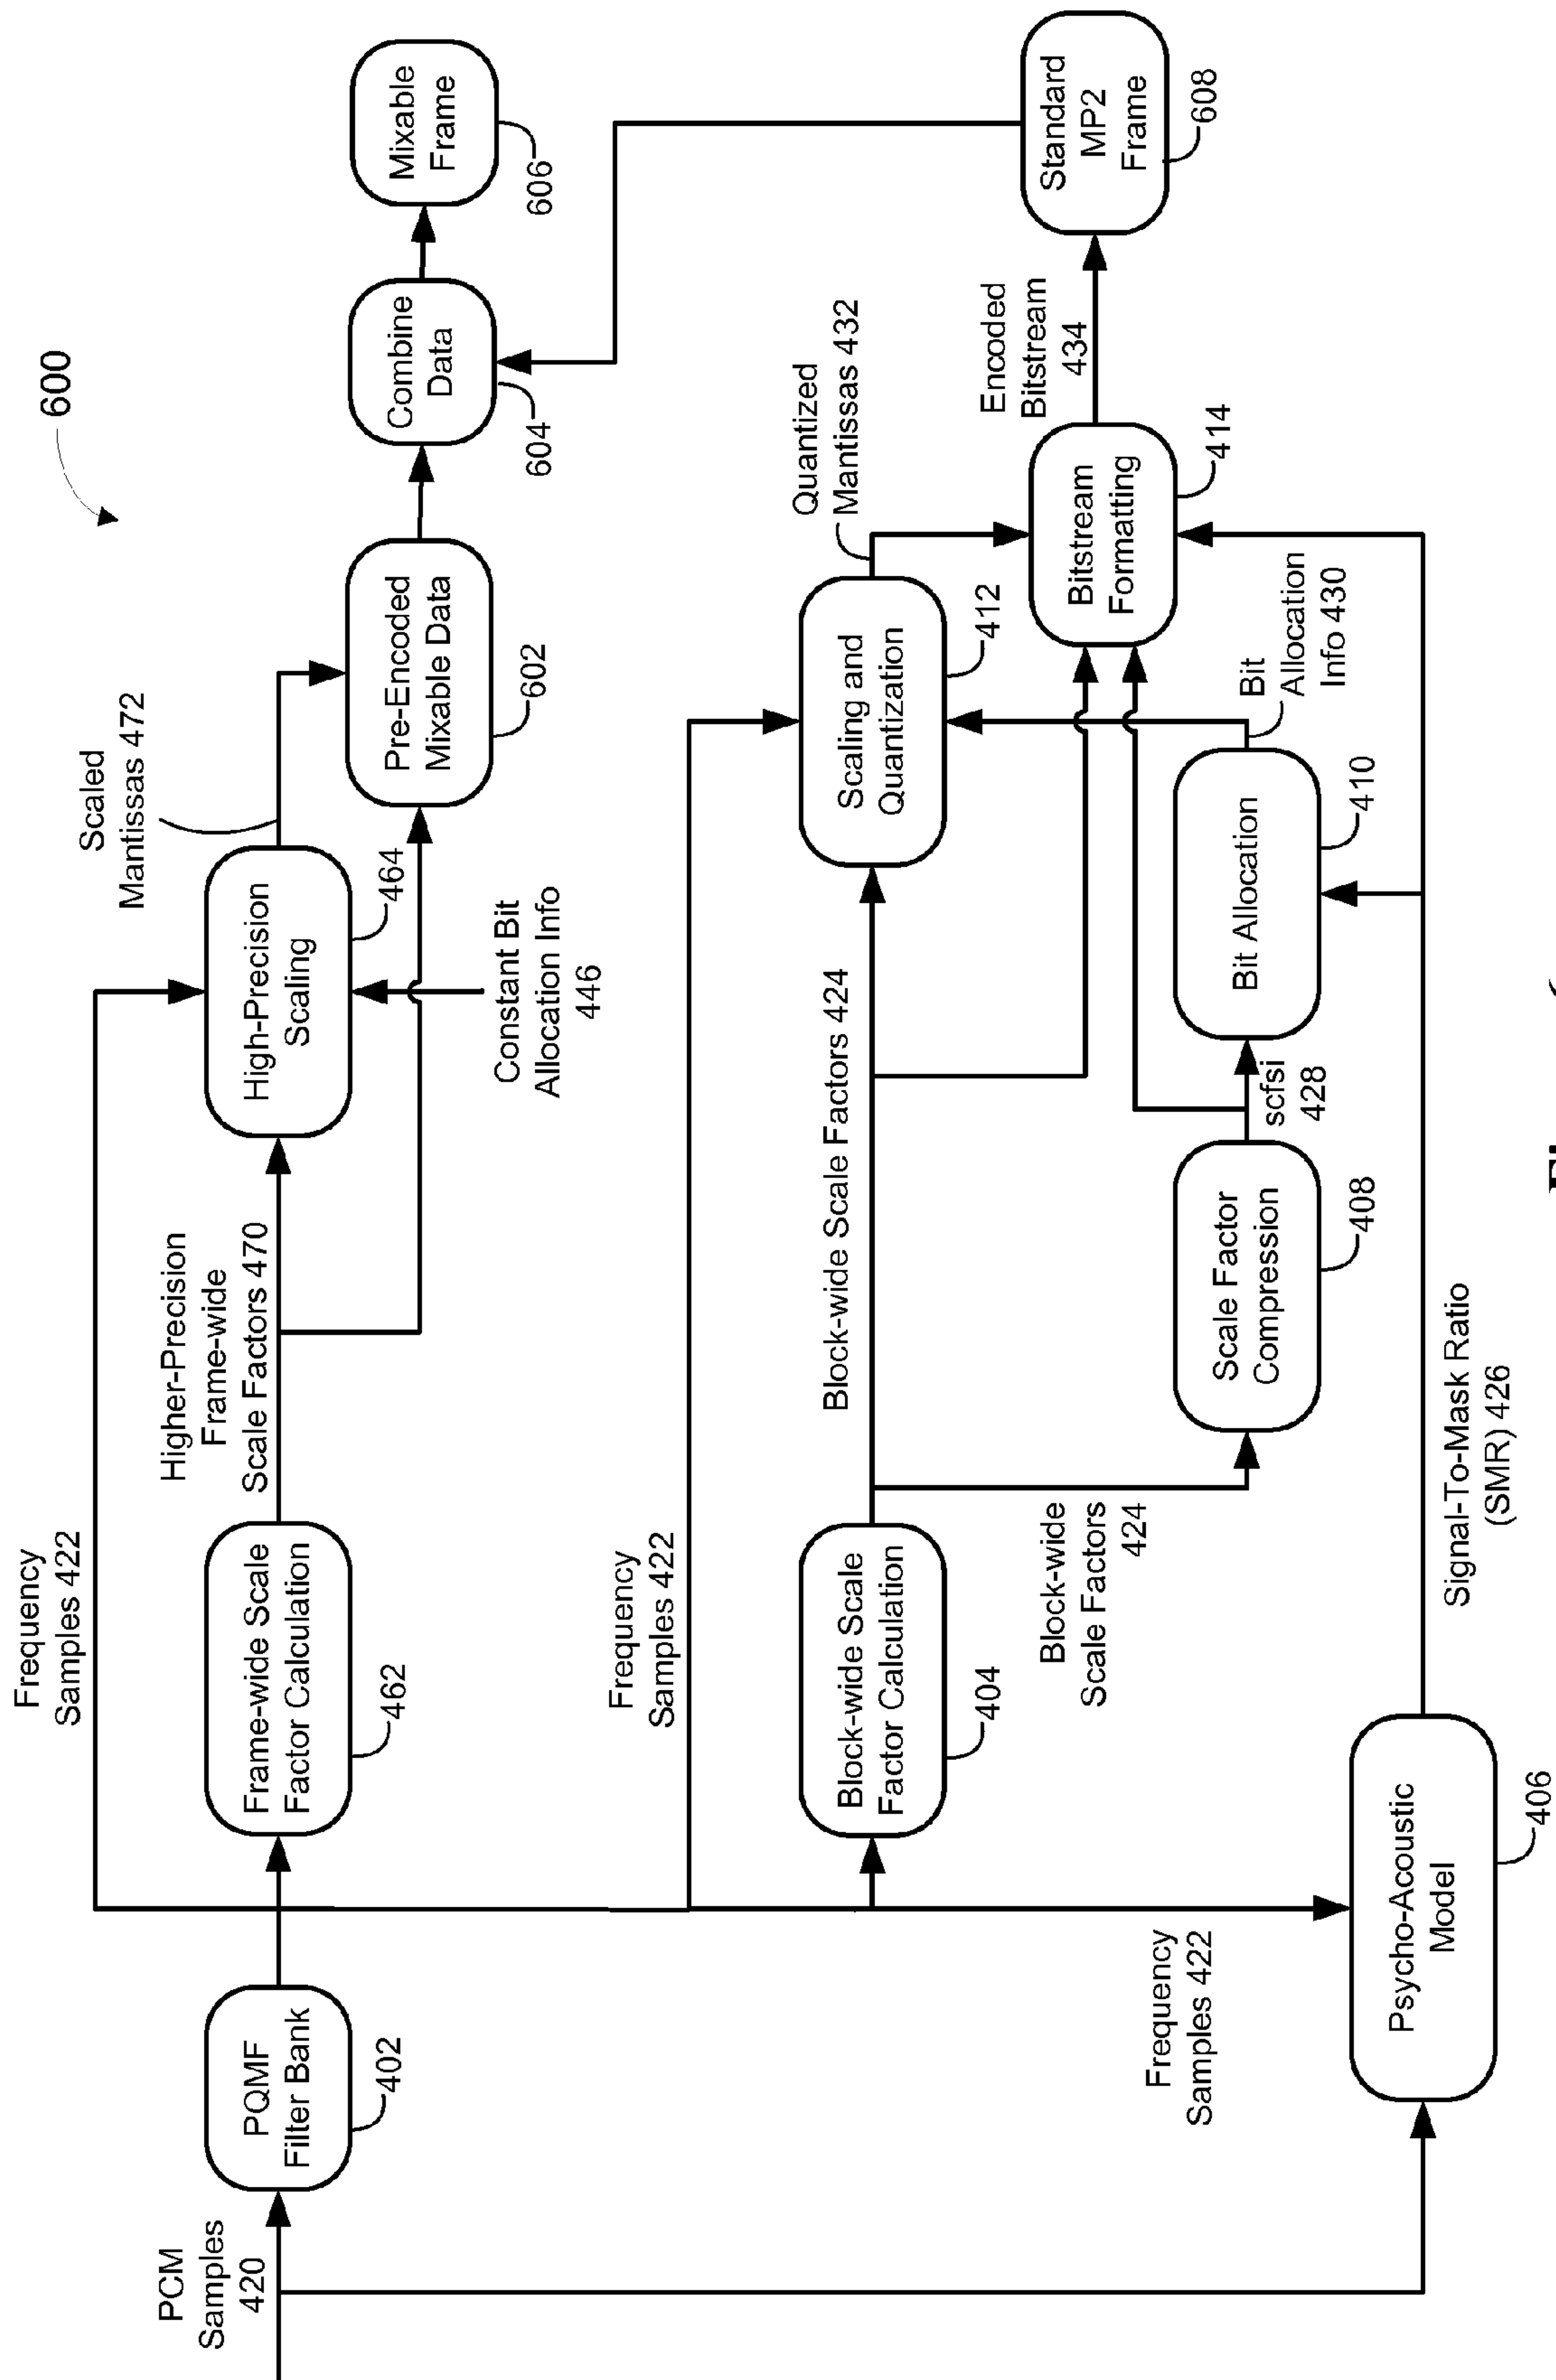 600
PCM
Samples
420
PQMF
Filter Bank
402
Frequency
Samples 422
Frame-wide Scale
Factor Calculation
462
Higher-Precision
Frame-wide
Scale Factors 470
High-Precision
Scaling
464
Constant Bit
Allocation Info
446
Scaled
Mantissas 472
Pre-Encoded
Mixable Data
602
Combine
Data
604
Mixable
Frame
606
Frequency
Samples 422
Block-wide Scale
Factor Calculation
404
Block-wide Scale Factors 424
Scaling and
Quantization
412
Quantized
Mantissas 432
Block-wide
Scale Factors
424
Scale Factor
Compression
408
scfsi
428
Bit Allocation
410
Bit
Allocation
Info 430
Bitstream
Formatting
414
Encoded
Bitstream
434
Standard
MP2
Frame
608
Frequency
Samples 422
Psycho-Acoustic
Model
406
Signal-To-Mask Ratio
(SMR) 426